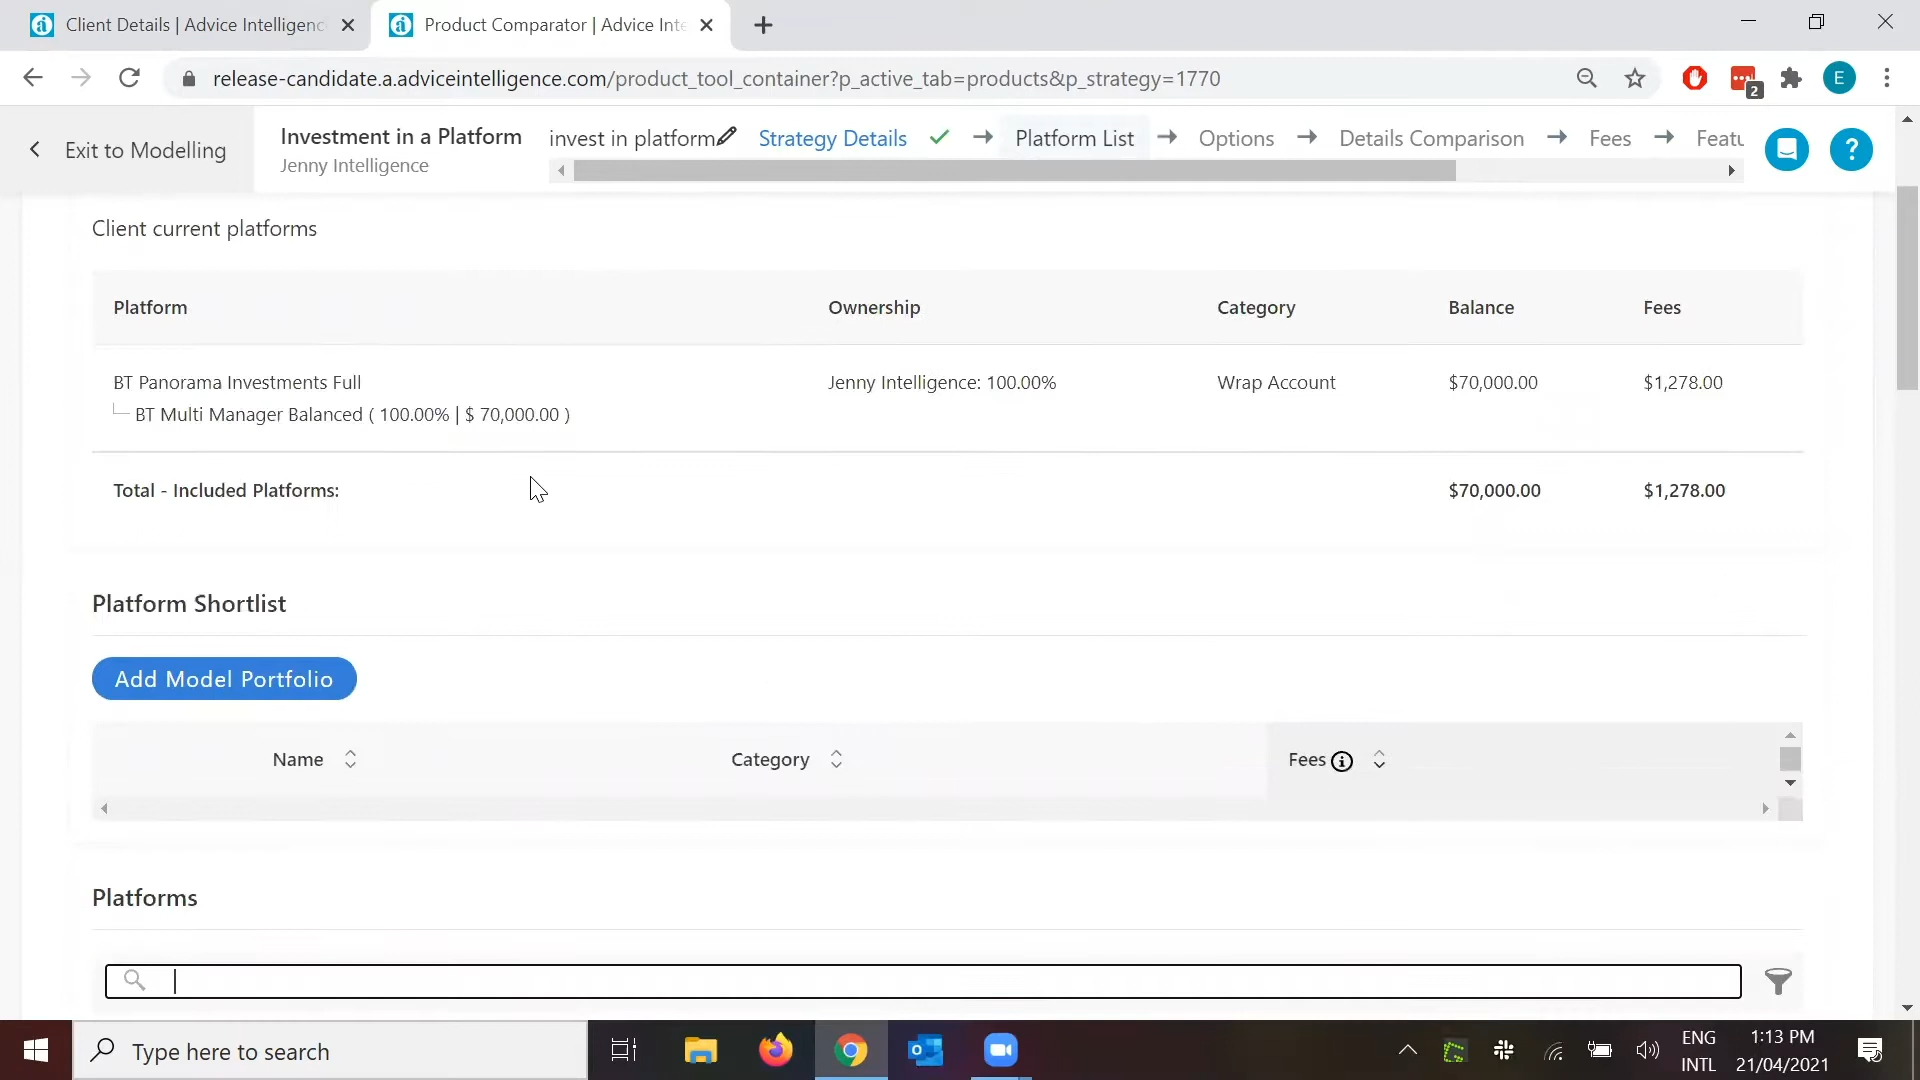 Client Details | Advice Intelligenc
Product Comparator | Advice Inte
release-candidate.a.adviceintelligence.com/product_tool_container?p_active_tab=products&p_strategy=1770
2
E
Exit to Modelling
Investment in a Platform
Jenny Intelligence
invest in platform
Strategy Details
Platform List
Options
Details Comparison
Fees
Featu
?
Client current platforms
Platform Ownership Category Balance Fees
BT Panorama Investments Full Jenny Intelligence: 100.00% Wrap Account $70,000.00 $1,278.00
BT Multi Manager Balanced ( 100.00% | $ 70,000.00 )
Total - Included Platforms: $70,000.00 $1,278.00
Platform Shortlist
Add Model Portfolio
Name Category Fees
Platforms
Type here to search
ENG
INTL
1:13 PM
21/04/2021